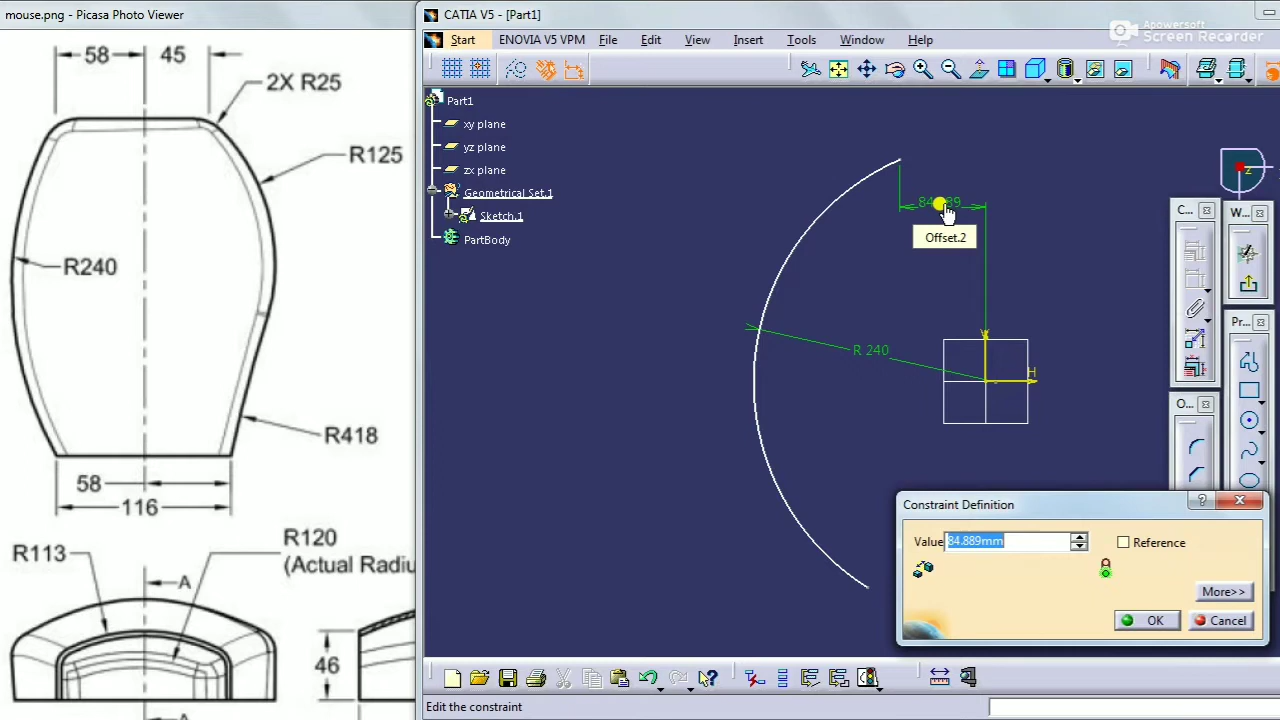 mouse.png - Picasa Photo Viewer
58
45
2X R25
R125
R240
R418
58
116
R120
R113
(Actual Radiu
A
46
A
CATIA V5 - [Part1]
Apowersoft
Screen Recorder
Start
ENOVIA V5 VPM
File
Edit
View
Insert
Tools
Window
Help
Part1
xy plane
yz plane
zx plane
Geometrical Set.1
Sketch.1
PartBody
Offset.2
R 240
V
H
z
C...
W...
Pr...
O...
Constraint Definition
Value
84.889mm
Reference
More>>
OK
Cancel
Edit the constraint